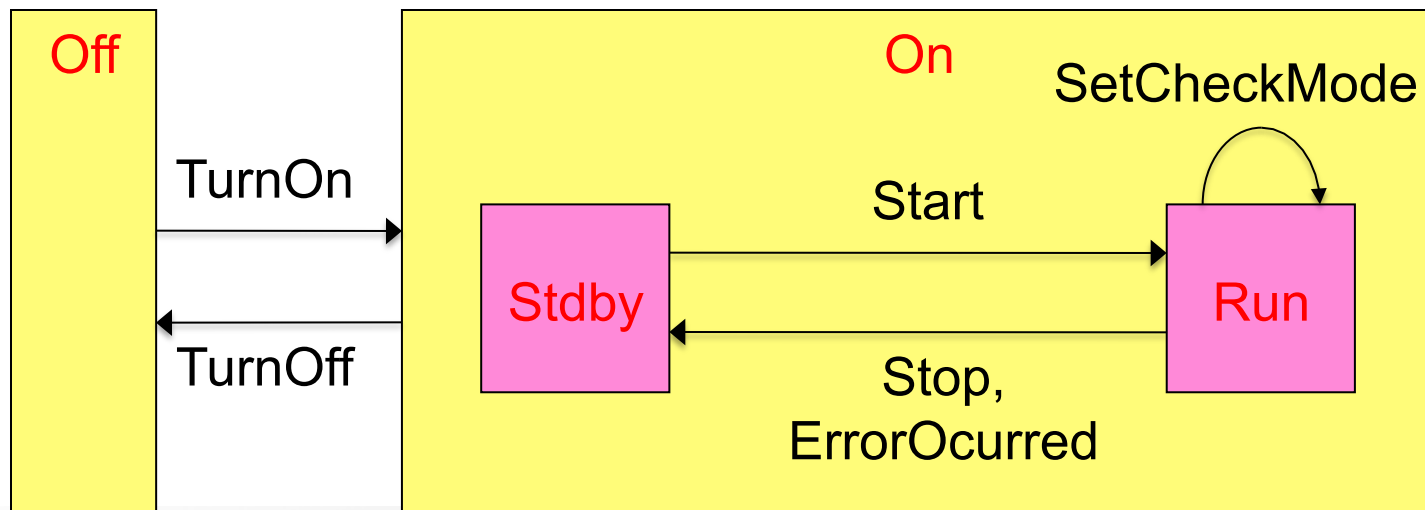 Off
On
SetCheckMode
TurnOn
Start
Stdby
Run
TurnOff
Stop,
ErrorOcurred